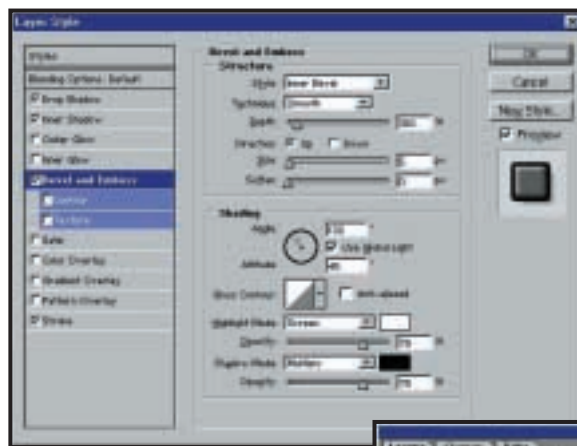 Layer Style
Styles
Blending Options: Default
Drop Shadow
Inner Shadow
Outer Glow
Inner Glow
Bevel and Emboss
Contour
Texture
Satin
Color Overlay
Gradient Overlay
Pattern Overlay
Stroke
Bevel and Emboss
Structure
Style: Inner Bevel
Technique: Smooth
Depth: %
Direction: Up Down
Size: px
Soften: px
Shading
Angle: °
Use Global Light
Altitude: °
Gloss Contour: Anti-aliased
Highlight Mode: Screen
Opacity: 75 %
Shadow Mode: Multiply
Opacity: 75 %
OK
Cancel
New Style...
Preview